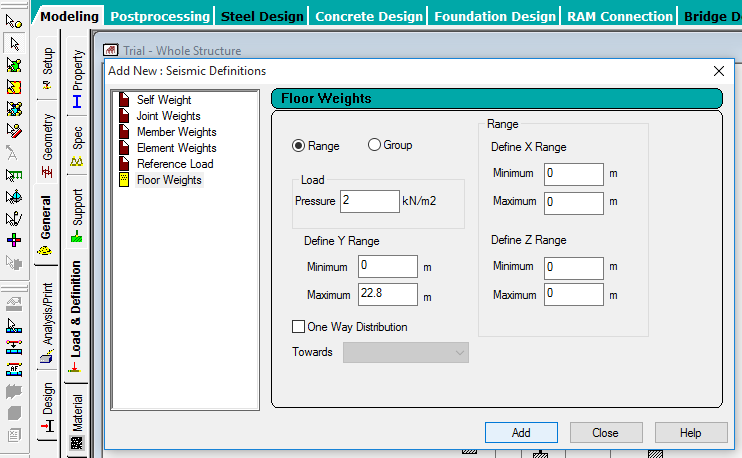 Modeling Postprocessing Steel Design Concrete Design Foundation Design RAM Connection Bridge D
Trial - Whole Structure
Add New : Seismic Definitions
Setup
Geometry
General
Analysis/Print
Design
Property
Spec
Support
Load & Definition
Material
Self Weight
Joint Weights
Member Weights
Element Weights
Reference Load
Floor Weights
Floor Weights
Range Group
Load
Pressure 2 kN/m2
Define Y Range
Minimum 0 m
Maximum 22.8 m
One Way Distribution
Towards
Range
Define X Range
Minimum 0 m
Maximum 0 m
Define Z Range
Minimum 0 m
Maximum 0 m
Add Close Help